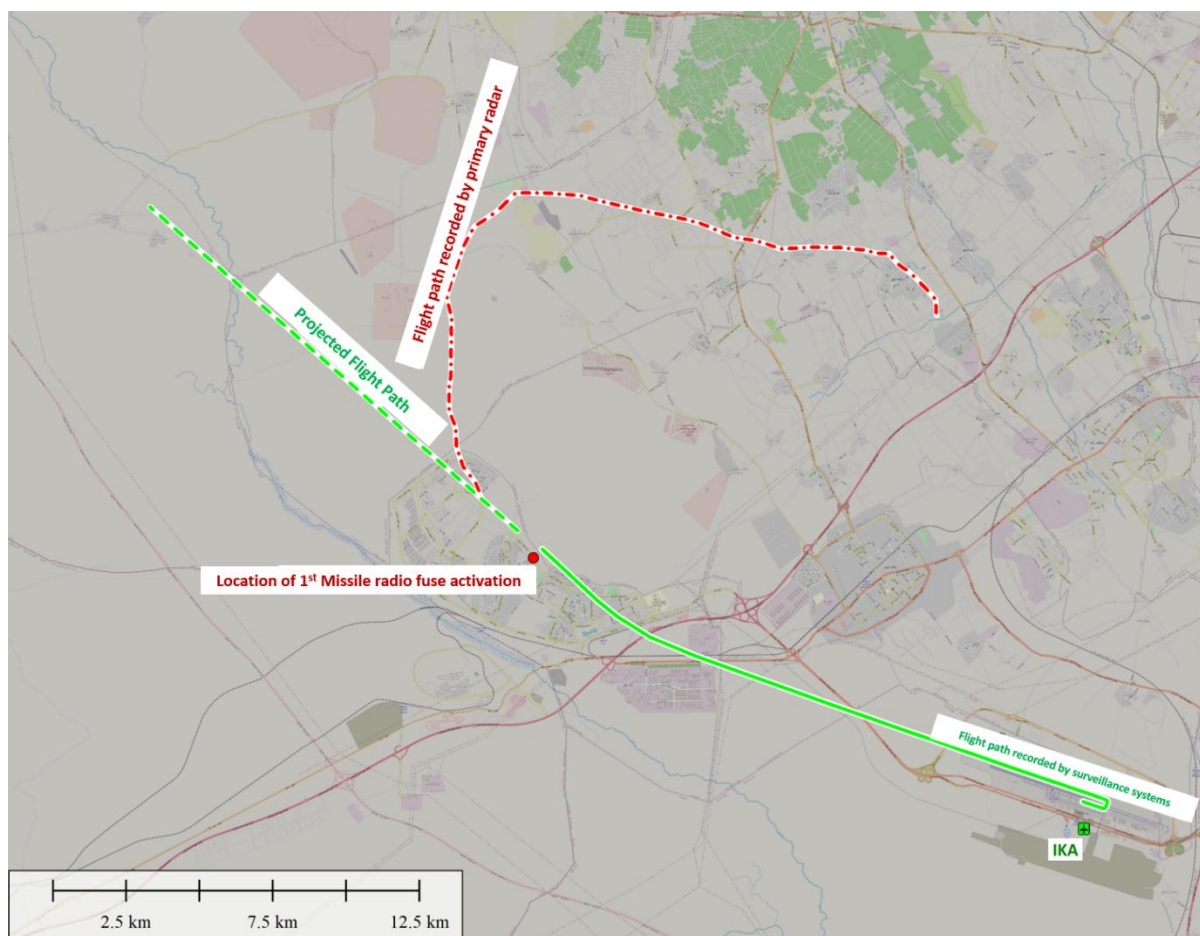 Flight path recorded by primary radar
Projected Flight Path
Location of 1st Missile radio fuse activation
Flight path recorded by surveillance systems
IKA
2.5 km 7.5 km 12.5 km